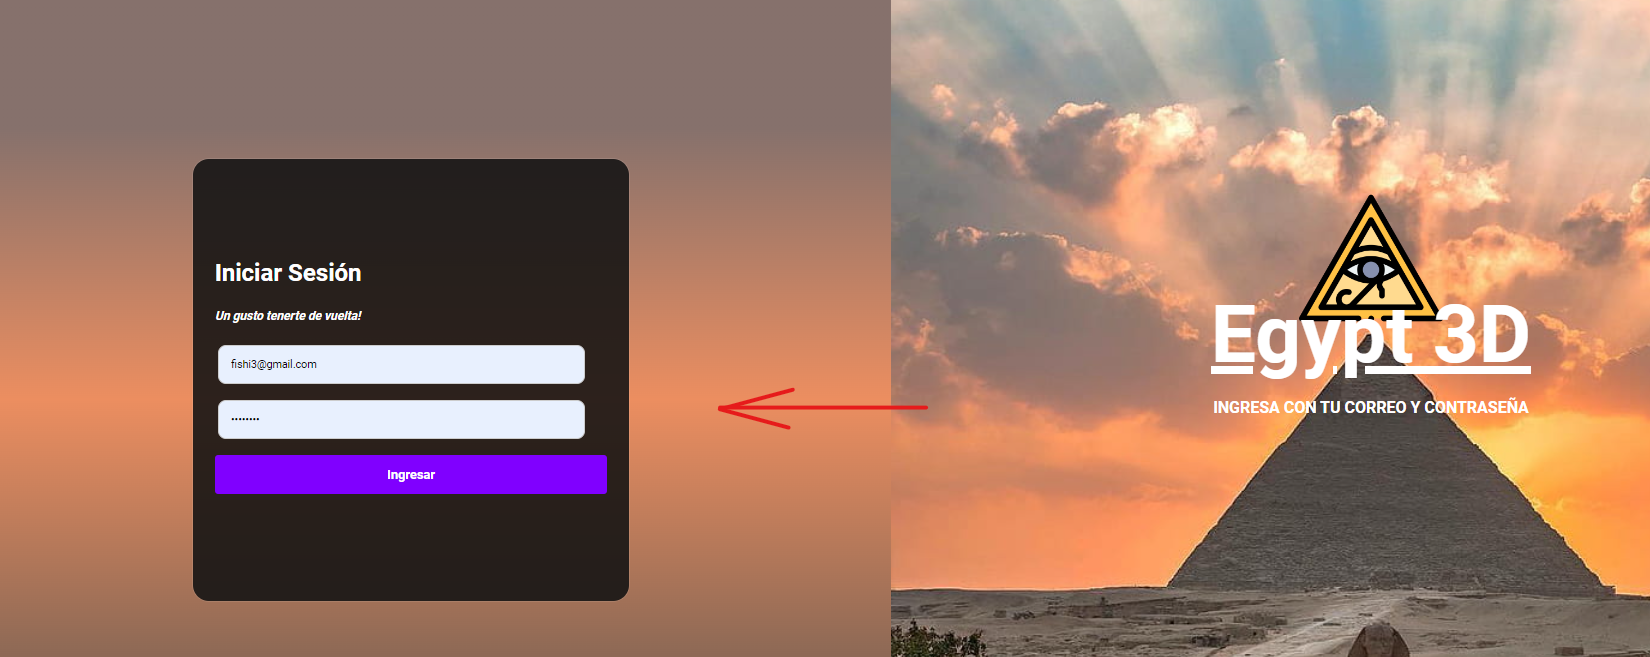 Iniciar Sesión
Un gusto tenerte de vuelta!
fishi3@gmail.com
••••••••
Ingresar
Egypt 3D
INGRESA CON TU CORREO Y CONTRASEÑA